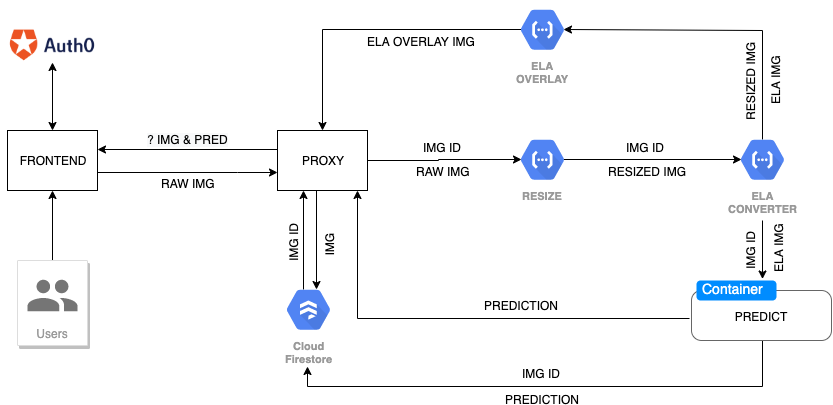 Auth0
ELA OVERLAY IMG
ELA
OVERLAY
RESIZED IMG
ELA IMG
FRONTEND
? IMG & PRED
RAW IMG
PROXY
IMG ID
RAW IMG
RESIZE
IMG ID
RESIZED IMG
ELA
CONVERTER
IMG ID
IMG
IMG ID
ELA IMG
Users
Cloud
Firestore
PREDICTION
Container
PREDICT
IMG ID
PREDICTION